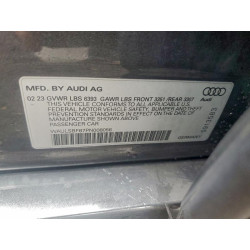 MFD. BY AUDI AG
02 23 GVWR LBS 6393 GAWR LBS FRONT 3261 REAR 3307
THIS VEHICLE CONFORMS TO ALL APPLICABLE
FEDERAL MOTOR VEHICLE SAFETY, BUMPER AND
THEFT PREVENTION STANDARDS IN EFFECT ON
THE DATE OF MANUFACTURE SHOWN ABOVE
PASSENGER CAR
Audi